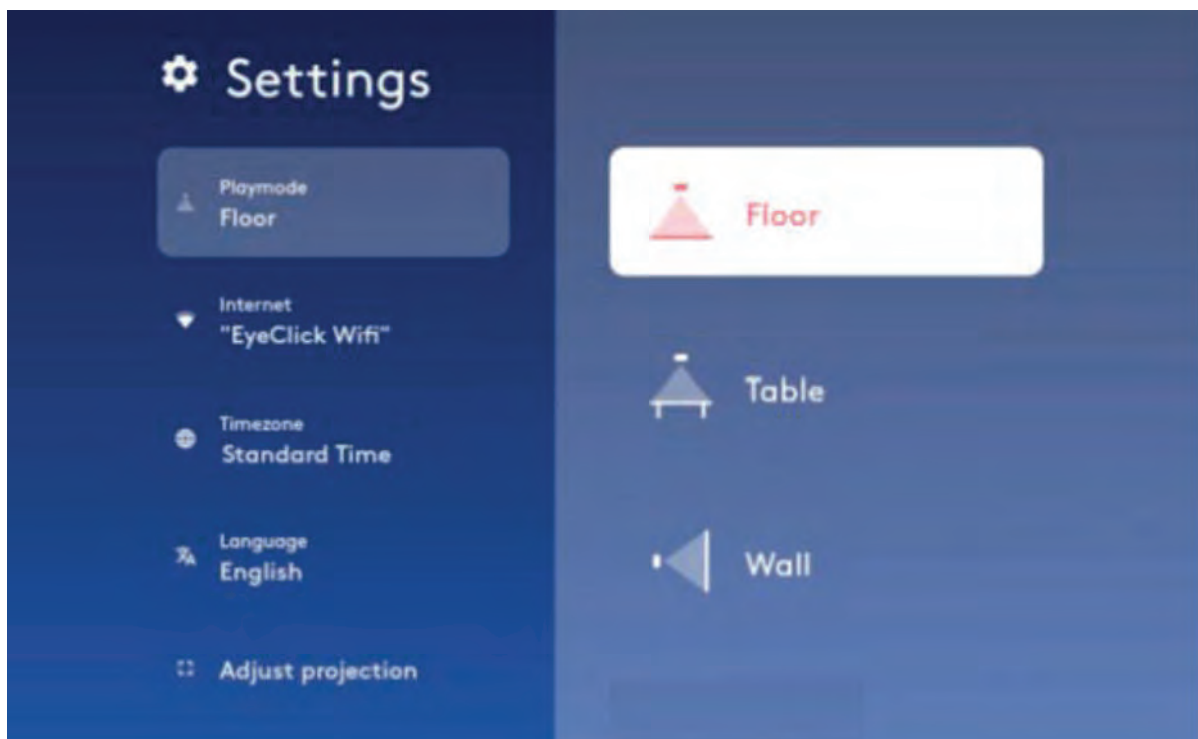 Settings
Playmode
Floor
Internet
"EyeClick Wifi"
Timezone
Standard Time
Language
English
Adjust projection
Floor
Table
Wall